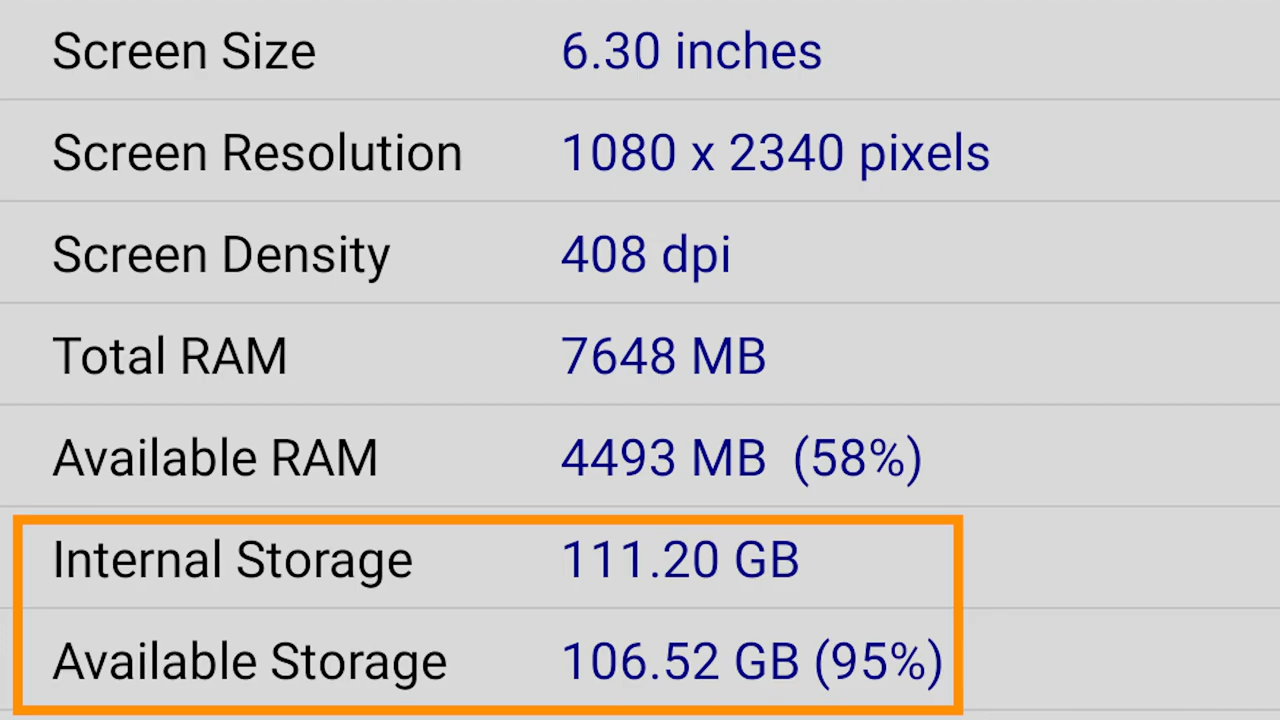 Screen Size 6.30 inches
Screen Resolution 1080 x 2340 pixels
Screen Density 408 dpi
Total RAM 7648 MB
Available RAM 4493 MB (58%)
Internal Storage 111.20 GB
Available Storage 106.52 GB (95%)